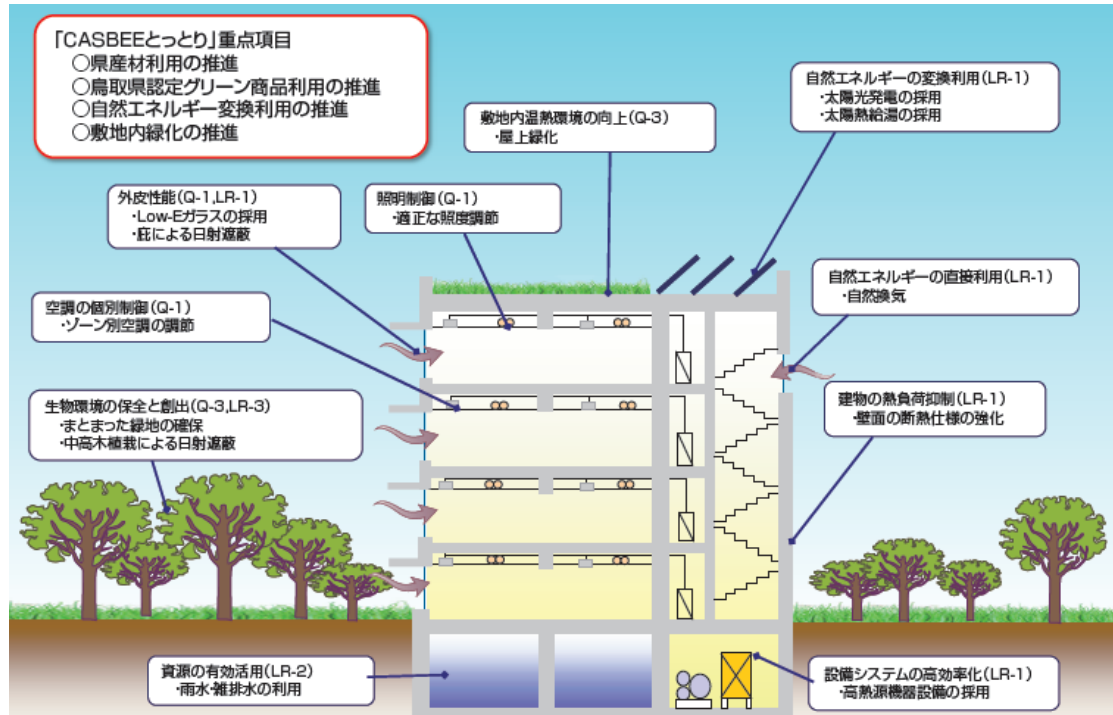 「CASBEEとっとり」重点項目
○県産材利用の推進
○鳥取県認定グリーン商品利用の推進
○自然エネルギー変換利用の推進
○敷地内緑化の推進
自然エネルギーの変換利用(LR-1)
・太陽光発電の採用
・太陽熱給湯の採用
敷地内温熱環境の向上(Q-3)
・屋上緑化
外皮性能(Q-1,LR-1)
・Low-Eガラスの採用
・庇による日射遮蔽
照明制御(Q-1)
・適正な照度調節
自然エネルギーの直接利用(LR-1)
・自然換気
空調の個別制御(Q-1)
・ゾーン別空調の調節
生物環境の保全と創出(Q-3,LR-3)
・まとまった緑地の確保
・中高木植栽による日射遮蔽
建物の熱負荷抑制(LR-1)
・壁面の断熱仕様の強化
資源の有効活用(LR-2)
・雨水・雑排水の利用
設備システムの高効率化(LR-1)
・高熱源機器設備の採用